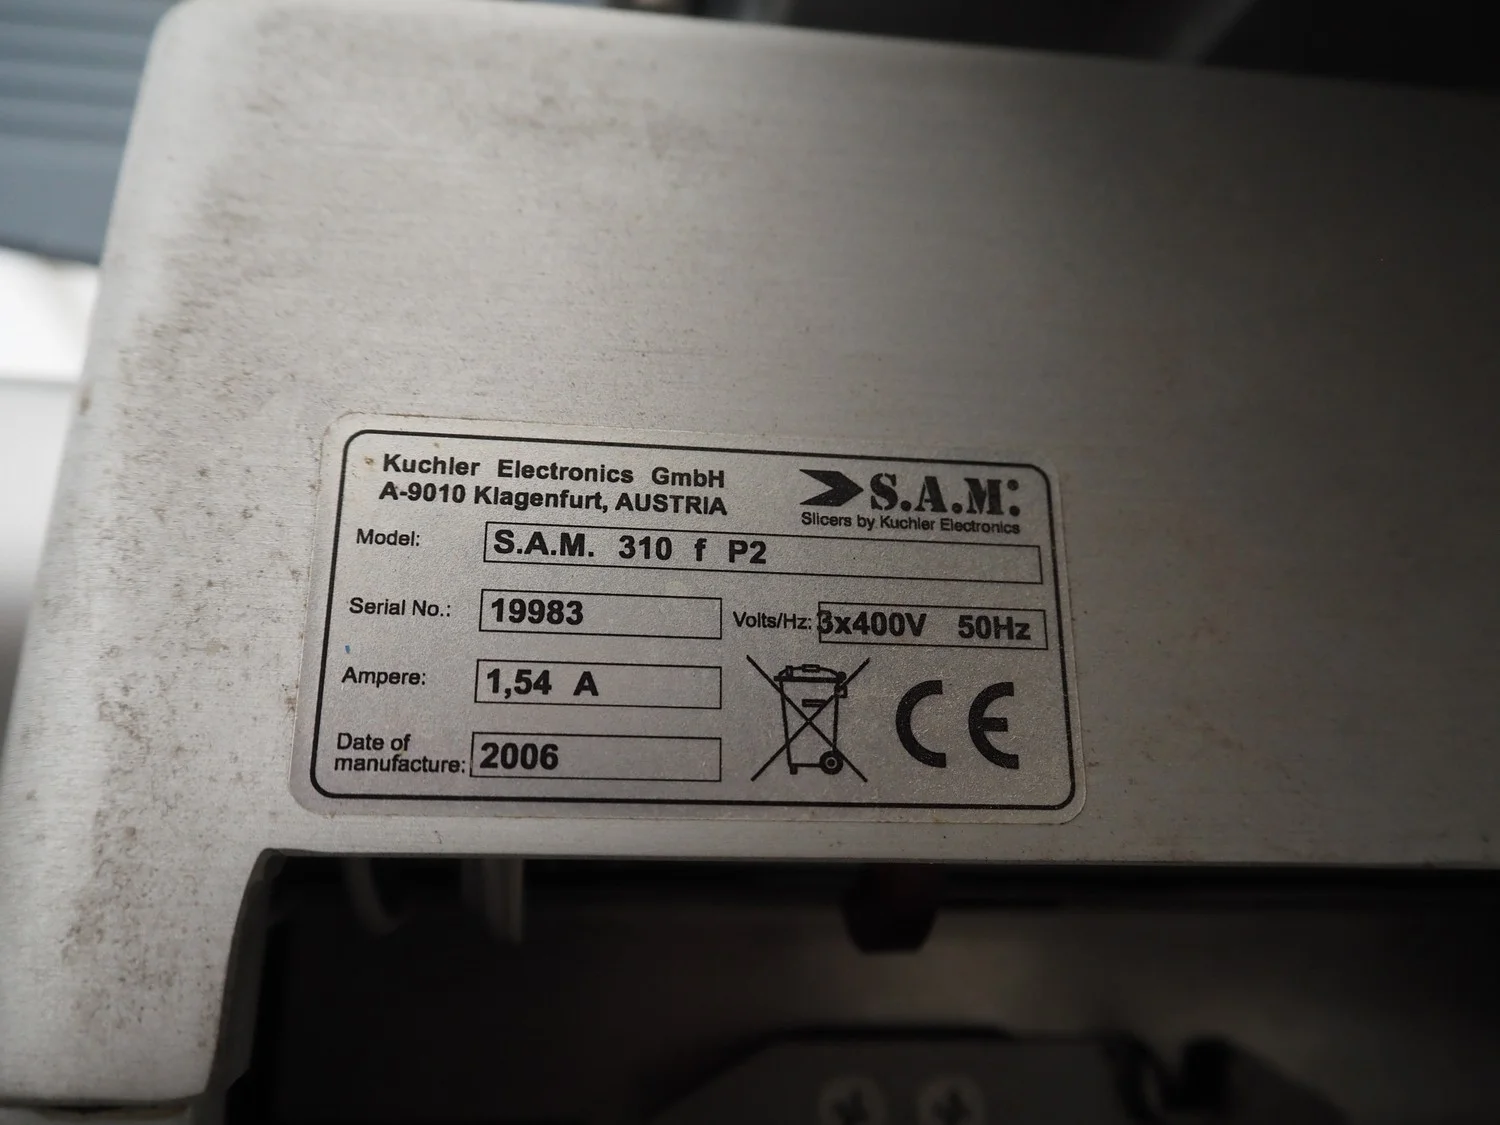 Kuchler Electronics GmbH
A-9010 Klagenfurt, AUSTRIA
S.A.M:
Slicers by Kuchler Electronics
Model: S.A.M. 310 f P2
Serial No.: 19983 Volts/Hz: 3x400V 50Hz
Ampere: 1,54 A
CE
Date of
manufacture: 2006